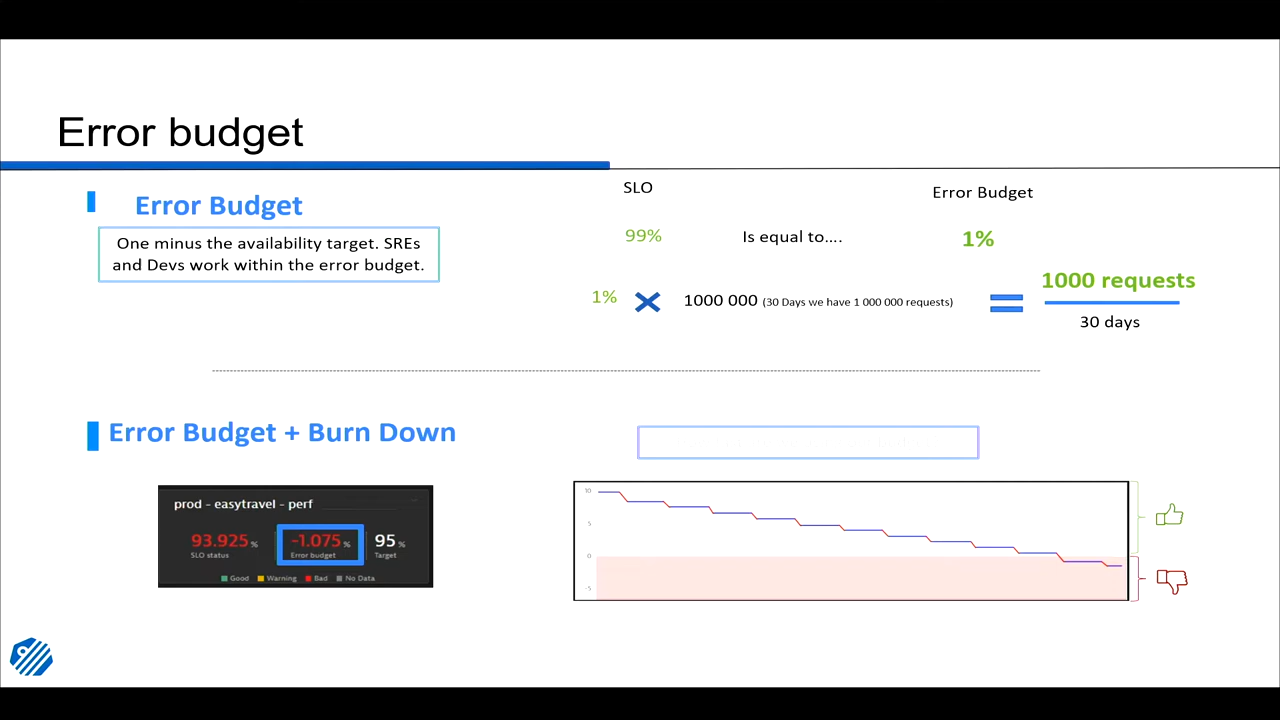 Error budget
Error Budget
One minus the availability target. SREs
and Devs work within the error budget.
SLO
Error Budget
99%
Is equal to....
1%
1%
1000 000 (30 Days we have 1 000 000 requests)
1000 requests
30 days
Error Budget + Burn Down
prod - easytravel - perf
93.925%
-1.075%
95%
SLO status
Error budget
Target
Good
Warning
Bad
No Data
10
5
0
-5